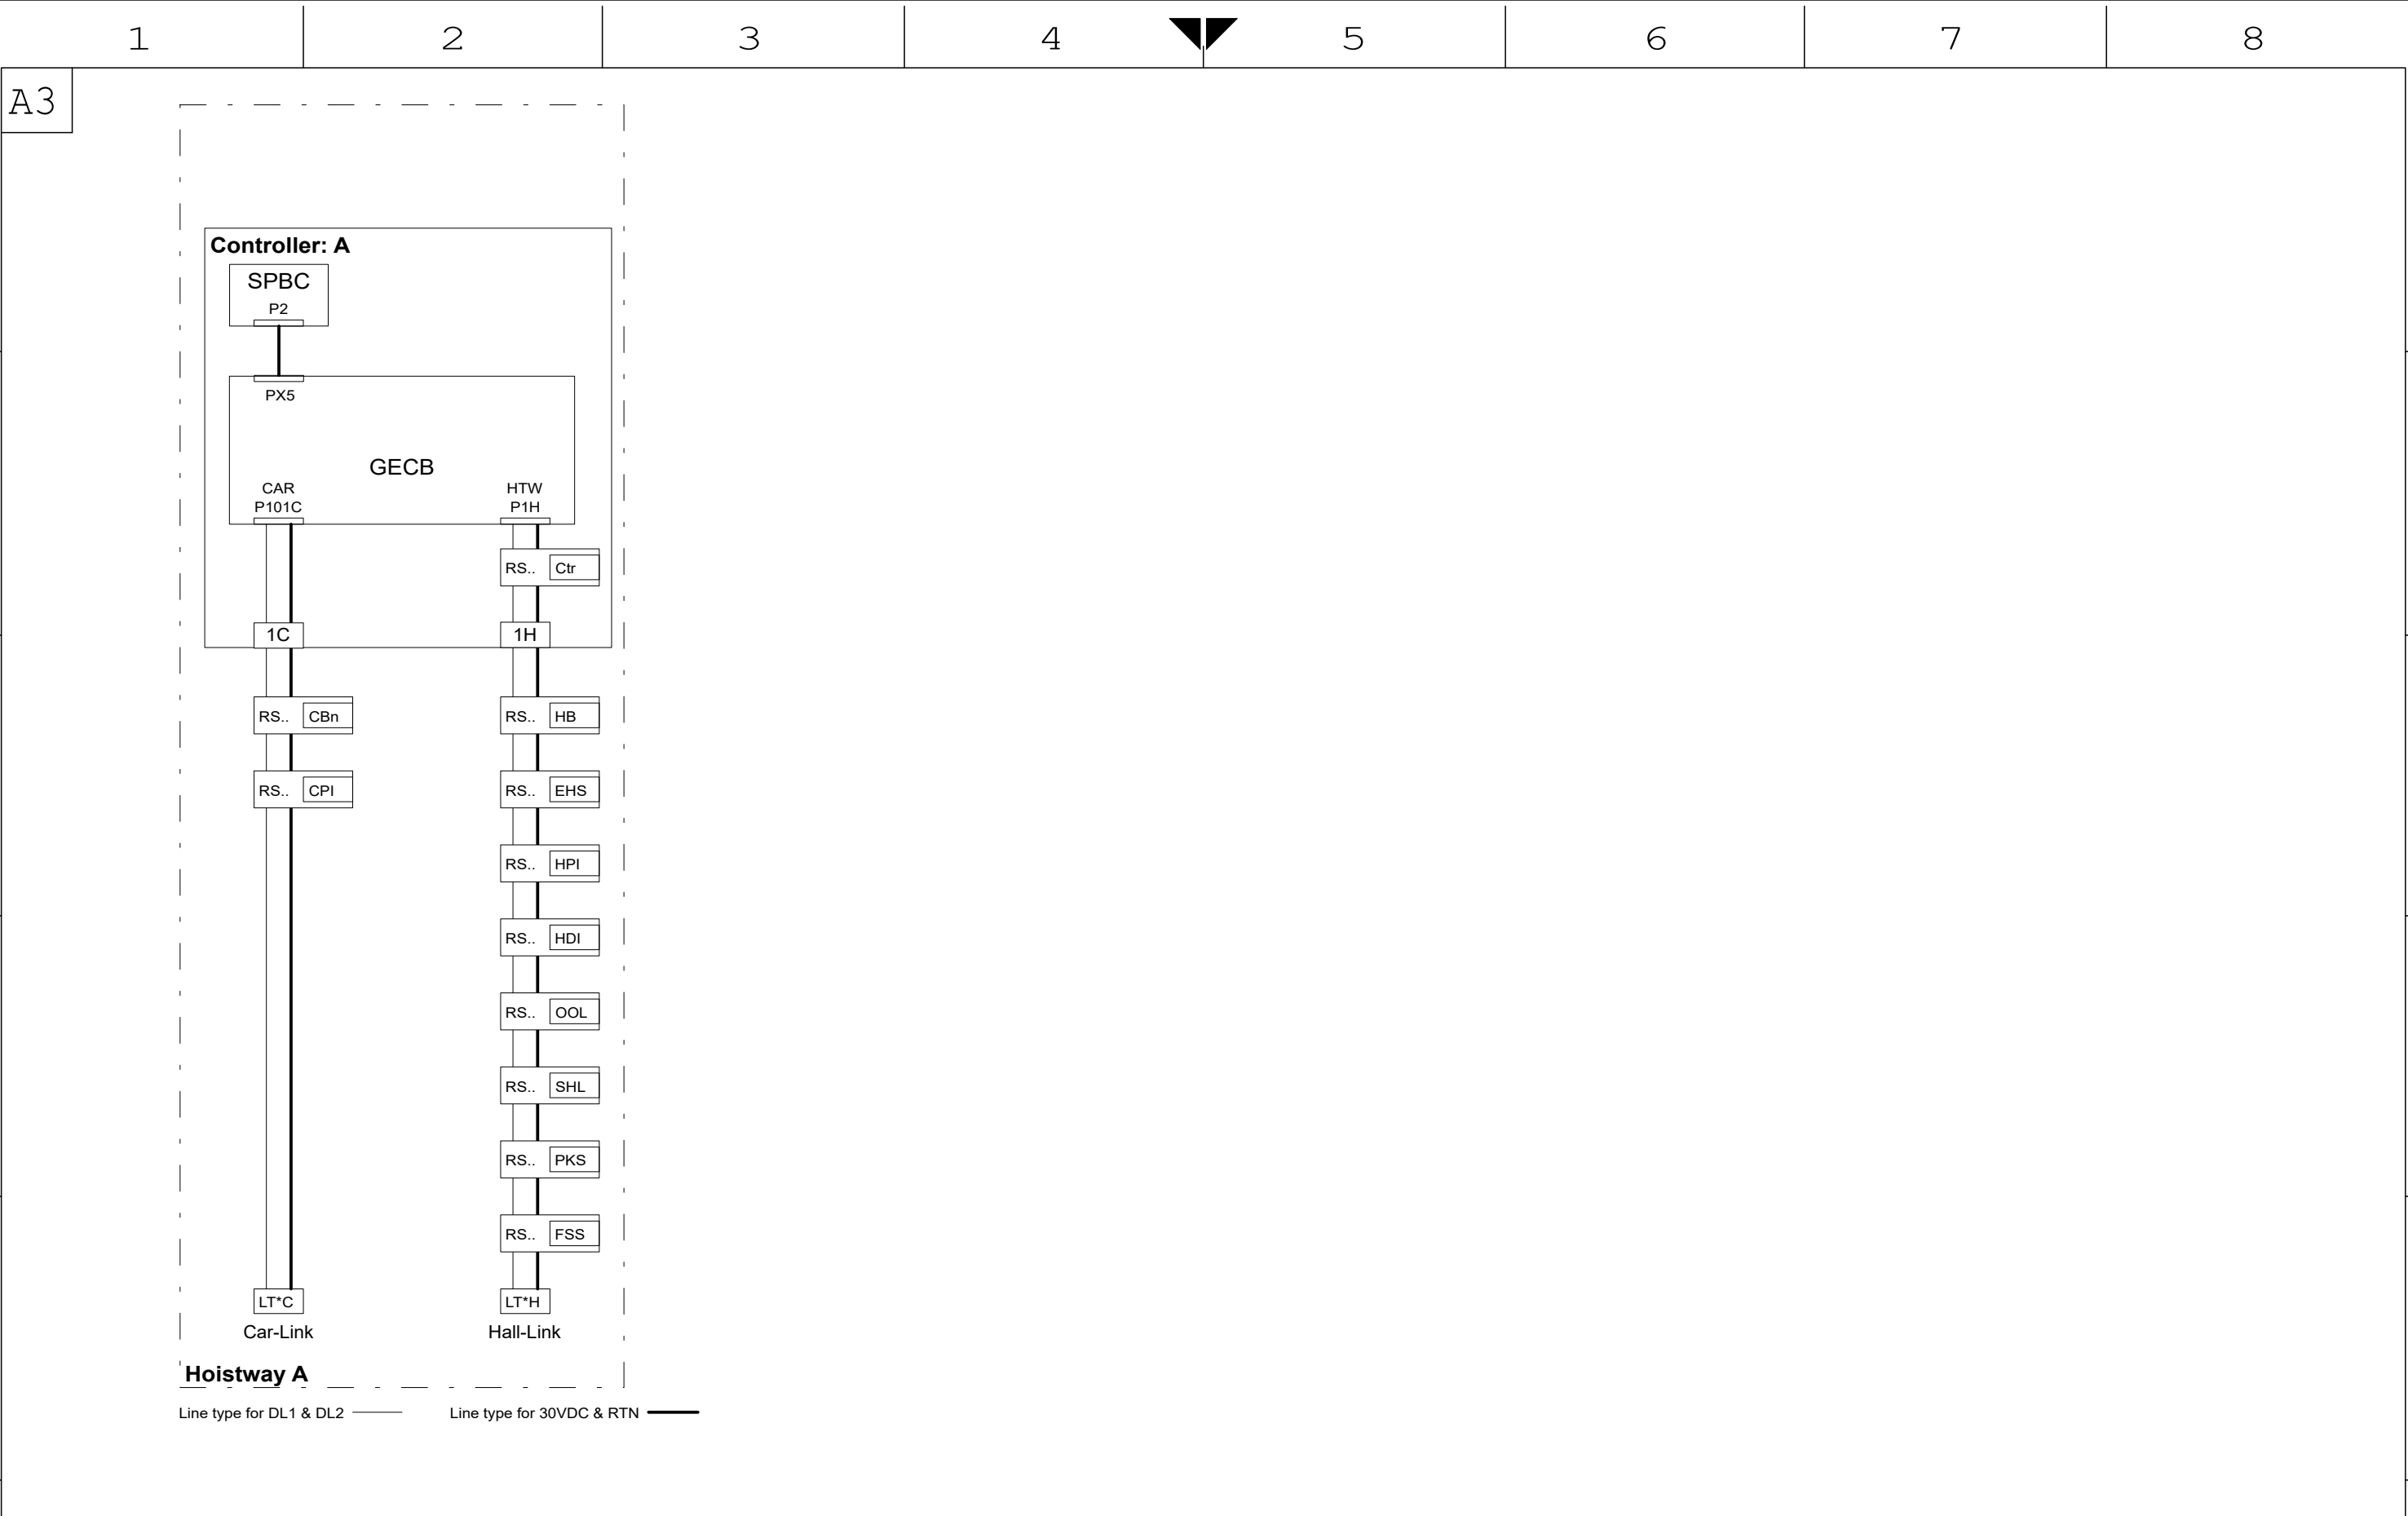 1 2 3 4 5 6 7 8
A3
Controller: A
SPBC
P2
PX5
GECB
CAR HTW
P101C P1H
RS.. Ctr
1C 1H
RS.. CBn RS.. HB
RS.. CPI RS.. EHS
RS.. HPI
RS.. HDI
RS.. OOL
RS.. SHL
RS.. PKS
RS.. FSS
LT*C LT*H
Car-Link Hall-Link
Hoistway A
Line type for DL1 & DL2 Line type for 30VDC & RTN